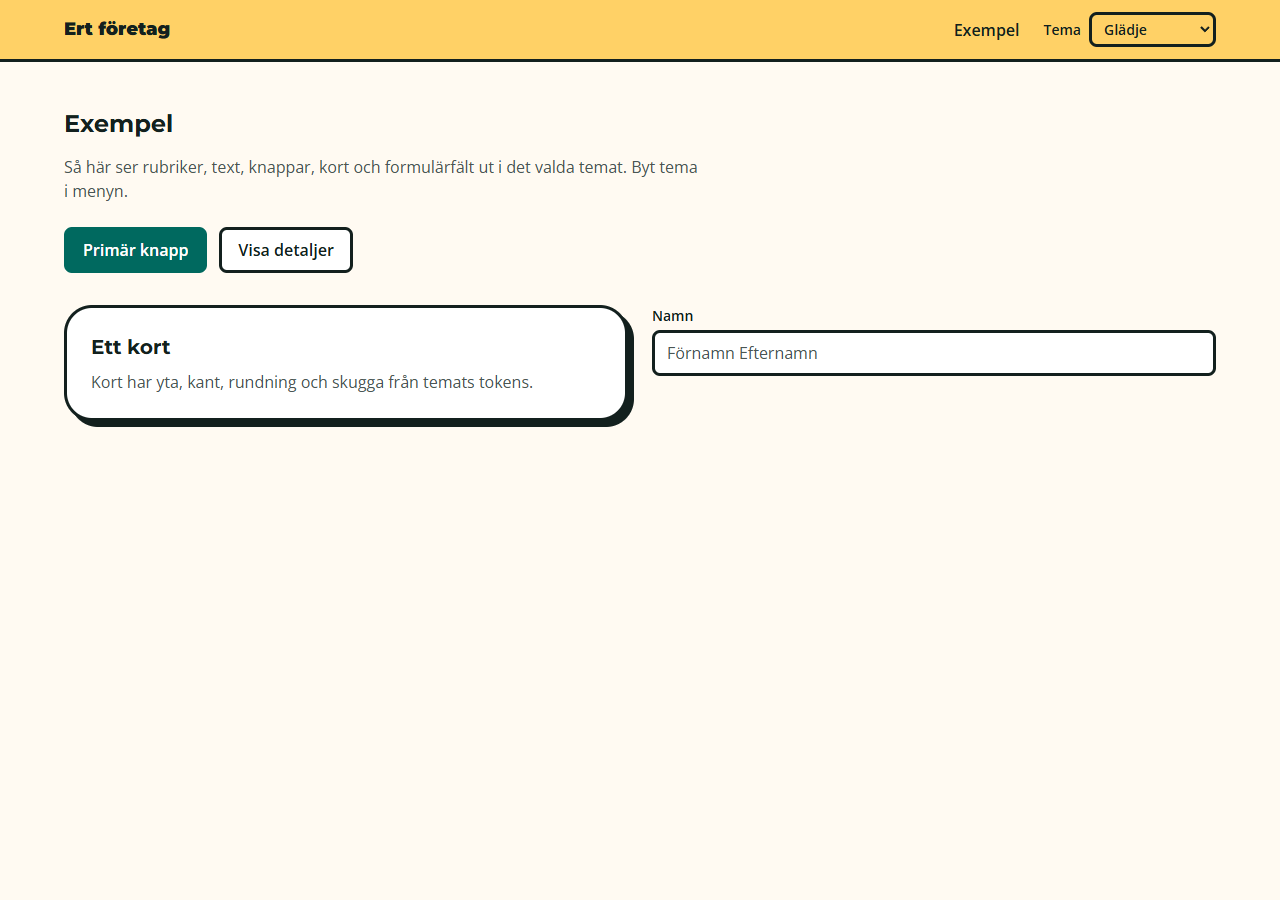 Ert företag
Exempel
Tema
Glädje
Exempel
Så här ser rubriker, text, knappar, kort och formulärfält ut i det valda temat. Byt tema
i menyn.
Primär knapp
Visa detaljer
Ett kort
Kort har yta, kant, rundning och skugga från temats tokens.
Namn
Förnamn Efternamn